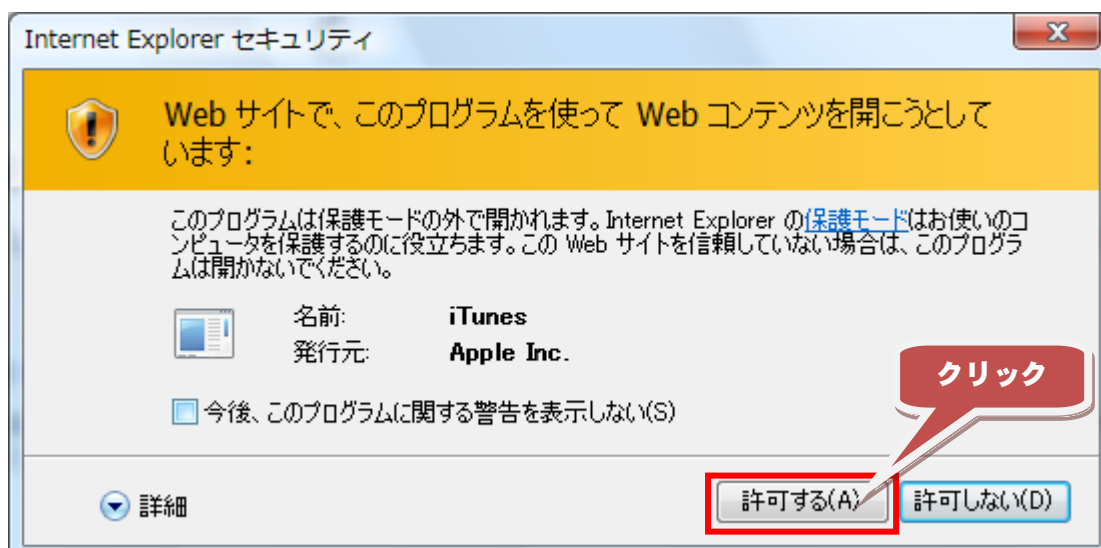 Internet Explorer セキュリティ
Web サイトで、このプログラムを使って Web コンテンツを開こうとして
います:
このプログラムは保護モードの外で開かれます。Internet Explorer の保護モードはお使いのコ
ンピュータを保護するのに役立ちます。この Web サイトを信頼していない場合は、このプログラ
ムは開かないでください。
名前: iTunes
発行元: Apple Inc.
クリック
今後、このプログラムに関する警告を表示しない(S)
詳細 許可する(A) 許可しない(D)